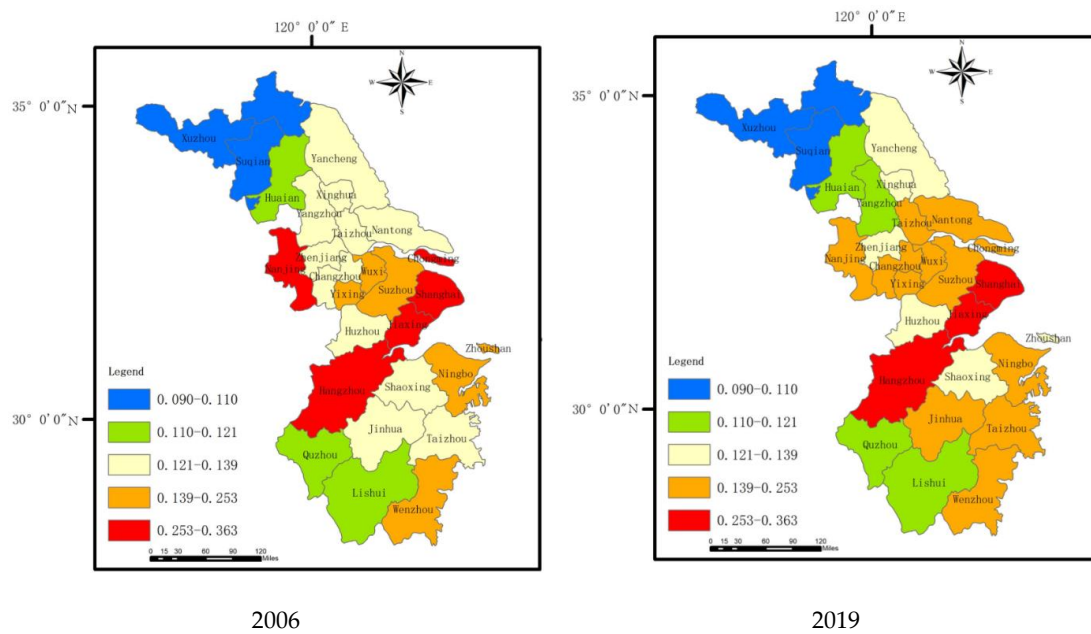 120° 0′0″E
N
W
E
S
35° 0′0″N
Xuzhou
Suqian
Yancheng
Huaian
Xinghua
Yangzhou
Taizhou
Nantong
Nanjing
Zhenjiang
Chongming
Changzhou
Wuxi
Yixing
Suzhou
Shanghai
Jiaxing
Huzhou
Zhoushan
Hangzhou
Ningbo
Shaoxing
30° 0′0″N
Jinhua
Taizhou
Quzhou
Lishui
Wenzhou
Legend
0.090-0.110
0.110-0.121
0.121-0.139
0.139-0.253
0.253-0.363
0 15 30 60 90 120
Miles
2006
120° 0′0″E
N
W
E
S
35° 0′0″N
Xuzhou
Suqian
Yancheng
Huaian
Xinghua
Yangzhou
Taizhou
Nantong
Zhenjiang
Chongming
Nanjing
Wuxi
Changzhou
Suzhou
Yixing
Shanghai
Jiaxing
Huzhou
Zhoushan
Ningbo
Hangzhou
Shaoxing
30° 0′0″N
Jinhua
Taizhou
Quzhou
Lishui
Wenzhou
Legend
0.090-0.110
0.110-0.121
0.121-0.139
0.139-0.253
0.253-0.363
0 15 30 60 90 120
Miles
2019